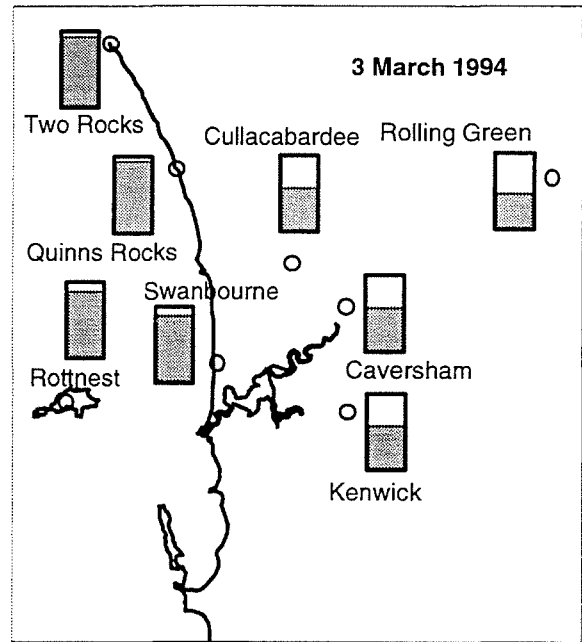 3 March 1994
Two Rocks
Cullacabardee
Rolling Green
Quinns Rocks
Swanbourne
Rottnest
Caversham
Kenwick